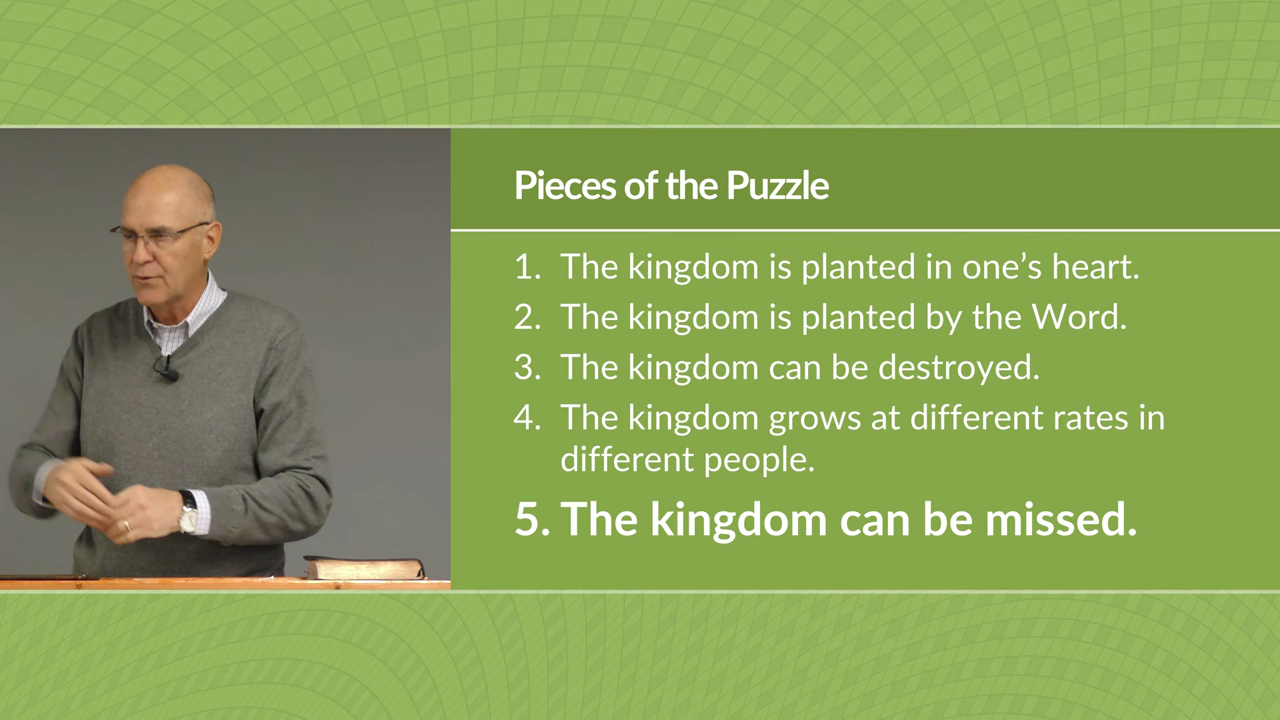 Pieces of the Puzzle
1. The kingdom is planted in one’s heart.
2. The kingdom is planted by the Word.
3. The kingdom can be destroyed.
4. The kingdom grows at different rates in
different people.
5. The kingdom can be missed.